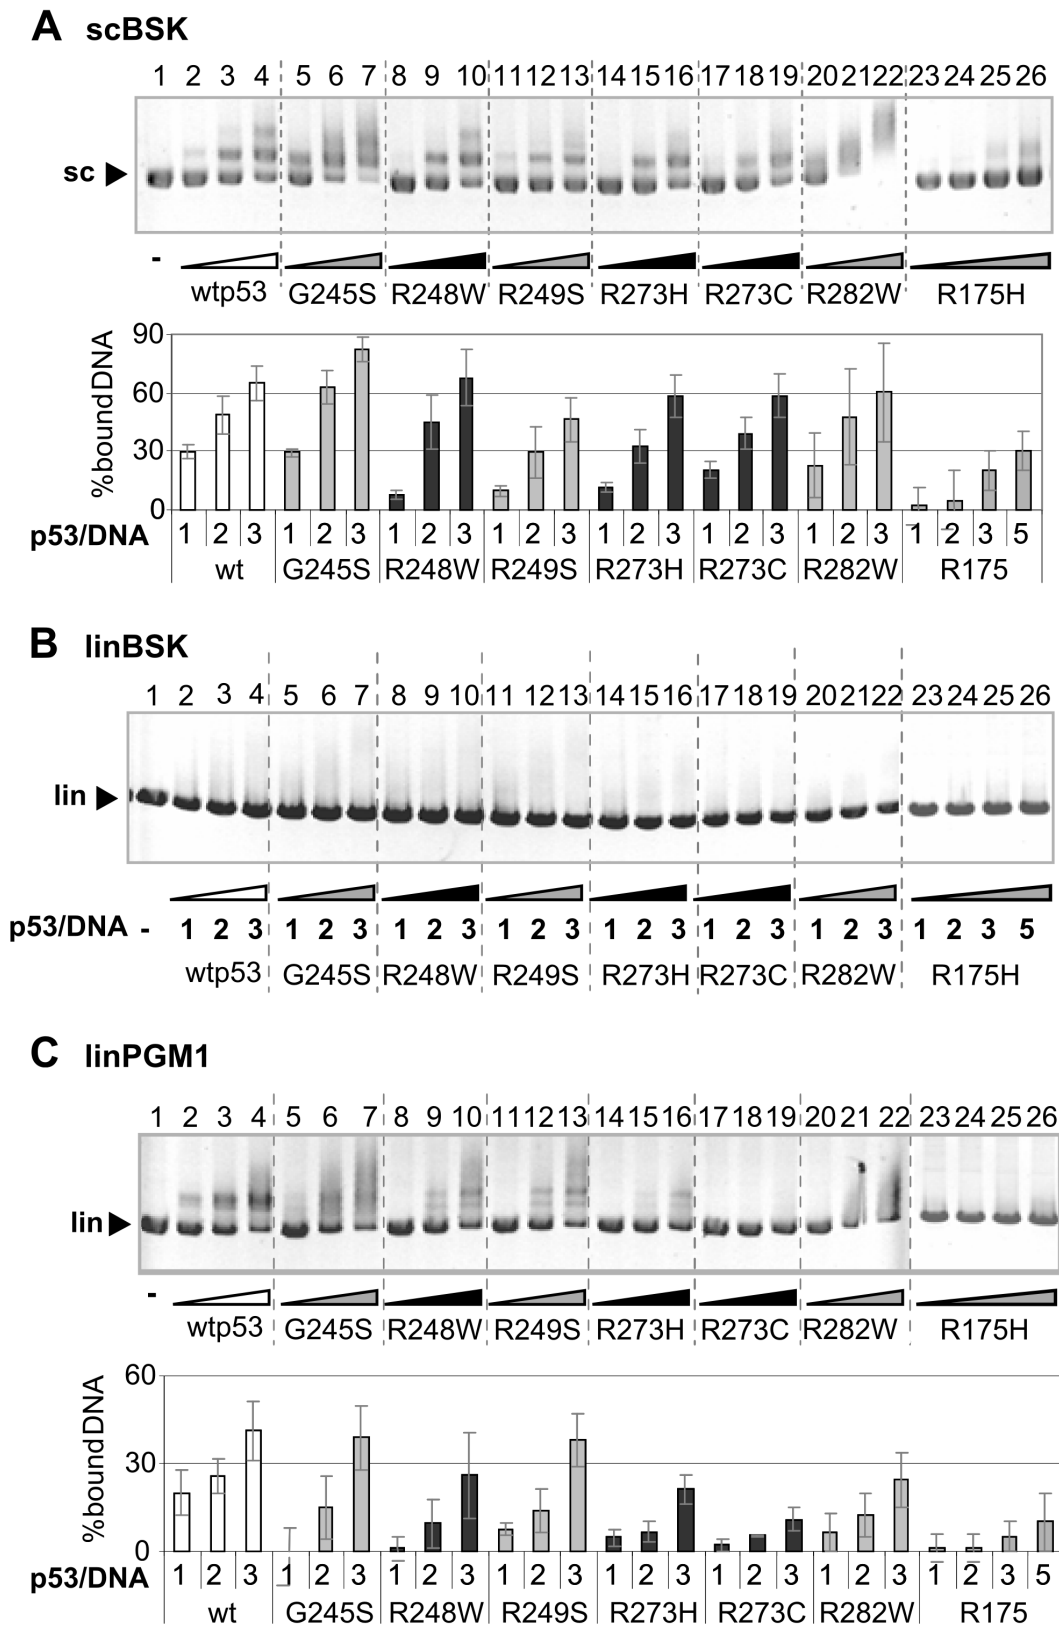 A scBSK
1 2 3 4 5 6 7 8 9 10 11 12 13 14 15 16 17 18 19 20 21 22 23 24 25 26
sc
-
wtp53 G245S R248W R249S R273H R273C R282W R175H
%boundDNA
90
60
30
0
p53/DNA 1 2 3 1 2 3 1 2 3 1 2 3 1 2 3 1 2 3 1 2 3 1 2 3 5
wt G245S R248W R249S R273H R273C R282W R175
B linBSK
1 2 3 4 5 6 7 8 9 10 11 12 13 14 15 16 17 18 19 20 21 22 23 24 25 26
lin
p53/DNA - 1 2 3 1 2 3 1 2 3 1 2 3 1 2 3 1 2 3 1 2 3 1 2 3 5
wtp53 G245S R248W R249S R273H R273C R282W R175H
C linPGM1
1 2 3 4 5 6 7 8 9 10 11 12 13 14 15 16 17 18 19 20 21 22 23 24 25 26
lin
-
wtp53 G245S R248W R249S R273H R273C R282W R175H
%boundDNA
60
30
0
p53/DNA 1 2 3 1 2 3 1 2 3 1 2 3 1 2 3 1 2 3 1 2 3 1 2 3 5
wt G245S R248W R249S R273H R273C R282W R175